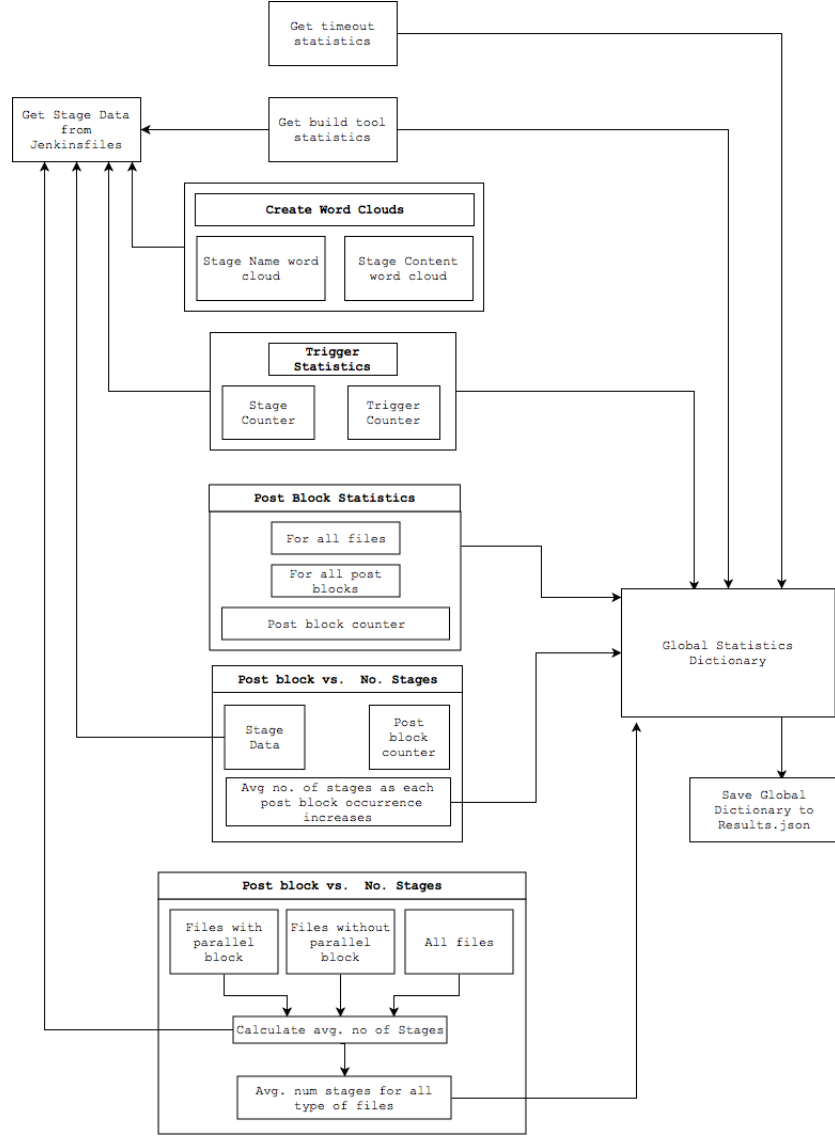 Get timeout
statistics
Get Stage Data
from
Jenkinsfiles
Get build tool
statistics
Create Word Clouds
Stage Name word
cloud
Stage Content
word cloud
Trigger
Statistics
Stage
Counter
Trigger
Counter
Post Block Statistics
For all files
For all post
blocks
Post block counter
Global Statistics
Dictionary
Post block vs. No. Stages
Stage
Data
Post
block
counter
Avg no. of stages as each
post block occurrence
increases
Save Global
Dictionary to
Results.json
Post block vs. No. Stages
Files with
parallel
block
Files without
parallel
block
All files
Calculate avg. no of Stages
Avg. num stages for all
type of files